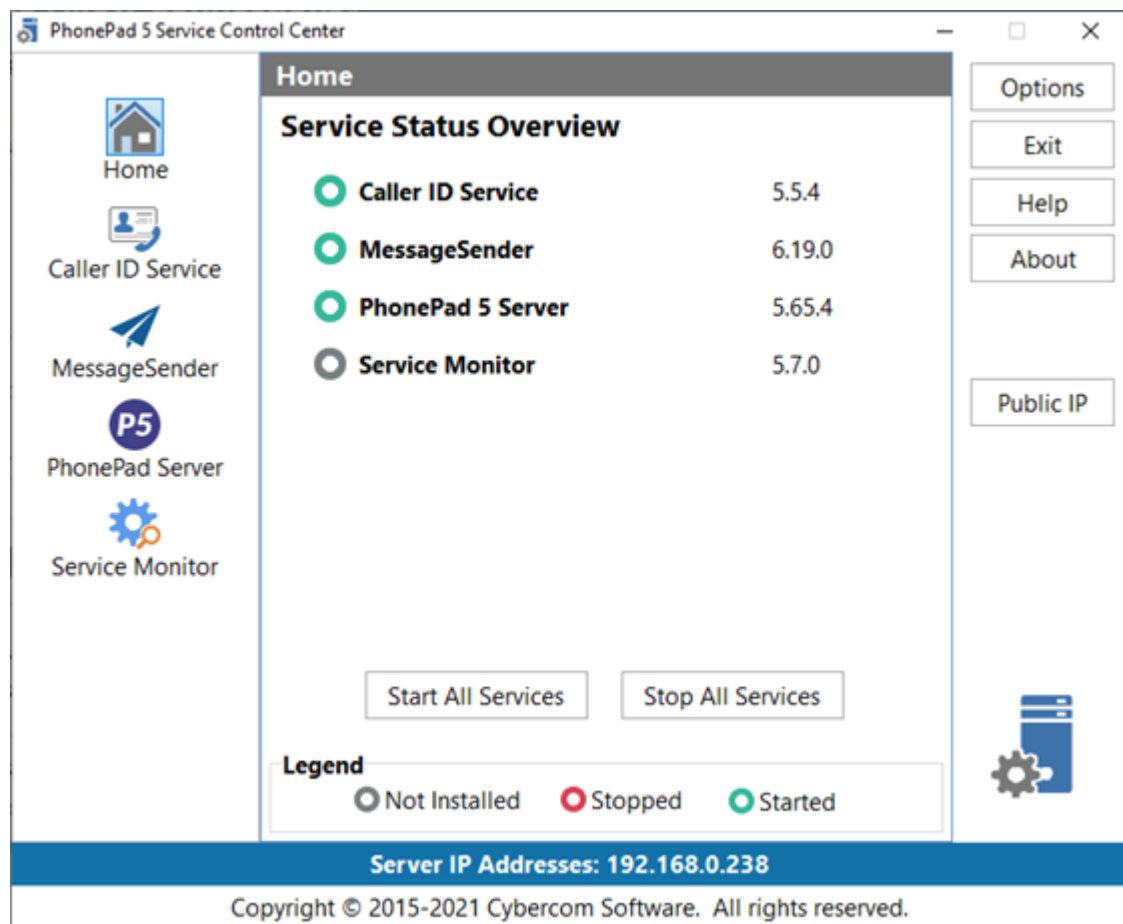 PhonePad 5 Service Control Center
Home
Caller ID Service
MessageSender
P5
PhonePad Server
Service Monitor
Home
Service Status Overview
Caller ID Service 5.5.4
MessageSender 6.19.0
PhonePad 5 Server 5.65.4
Service Monitor 5.7.0
Start All Services Stop All Services
Legend
Not Installed Stopped Started
Options
Exit
Help
About
Public IP
Server IP Addresses: 192.168.0.238
Copyright © 2015-2021 Cybercom Software. All rights reserved.